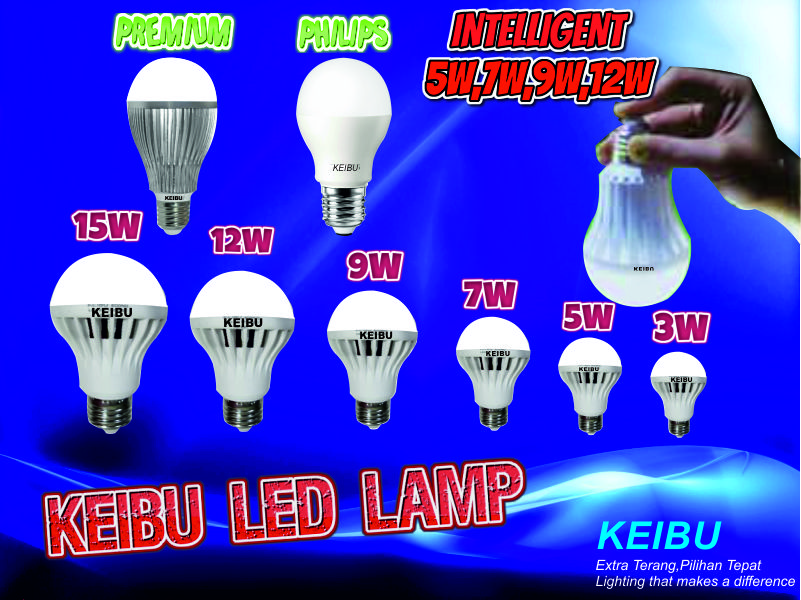 PREMIUM
PHILIPS
INTELLIGENT
5W,7W,9W,12W
KEIBU
KEIBU
KEIBU
15W
12W
9W
7W
5W
3W
KEIBU
KEIBU
KEIBU
KEIBU
KEIBU
KEIBU
KEIBU LED LAMP
KEIBU
Extra Terang,Pilihan Tepat
Lighting that makes a difference